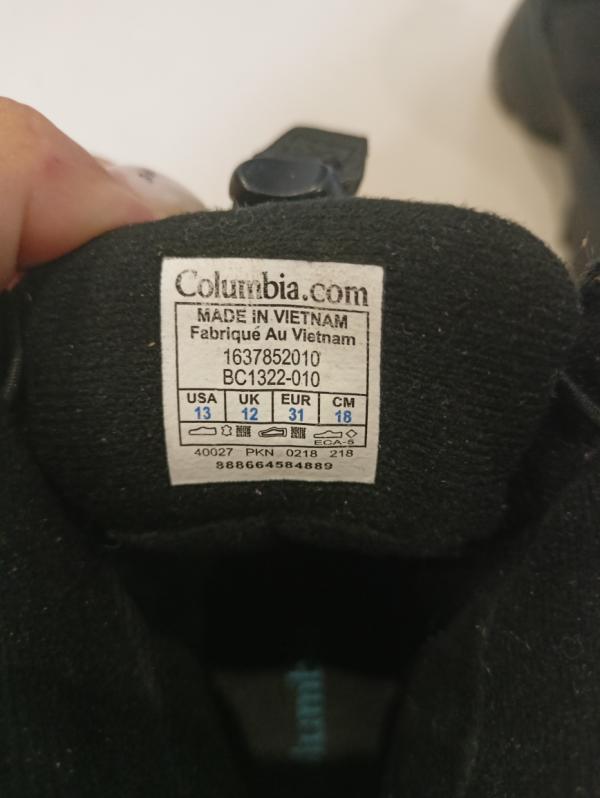 Columbia.com
MADE IN VIETNAM
Fabriqué Au Vietnam
1637852010
BC1322-010
USA UK EUR CM
13 12 31 18
ECA-5
40027 PKN 0218 218
888664584889